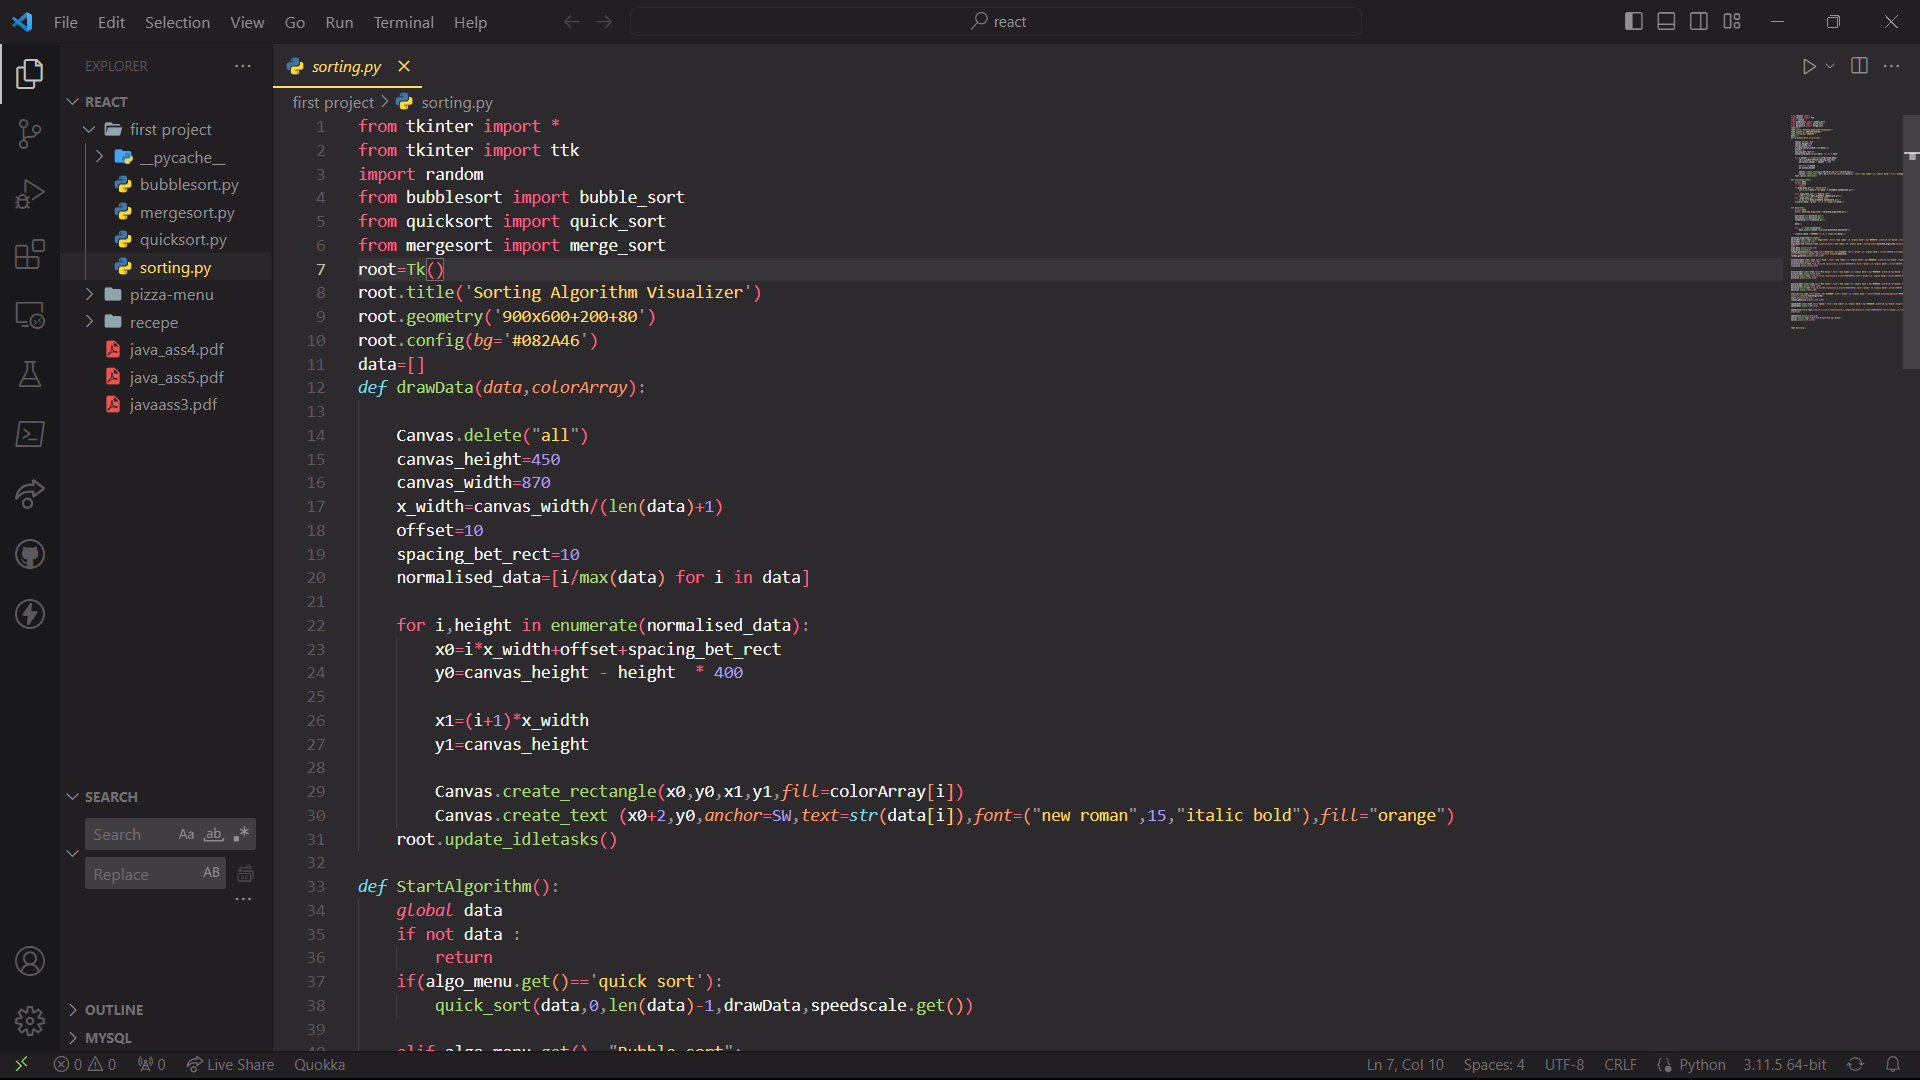 File Edit Selection View Go Run Terminal Help
react
EXPLORER
REACT
first project
__pycache__
bubblesort.py
mergesort.py
quicksort.py
sorting.py
pizza-menu
recepe
java_ass4.pdf
java_ass5.pdf
javaass3.pdf
SEARCH
Search Aa ab
Replace AB
OUTLINE
MYSQL
sorting.py
first project > sorting.py
1 from tkinter import *
2 from tkinter import ttk
3 import random
4 from bubblesort import bubble_sort
5 from quicksort import quick_sort
6 from mergesort import merge_sort
7 root=Tk()
8 root.title('Sorting Algorithm Visualizer')
9 root.geometry('900x600+200+80')
10 root.config(bg='#082A46')
11 data=[]
12 def drawData(data,colorArray):
13
14 Canvas.delete("all")
15 canvas_height=450
16 canvas_width=870
17 x_width=canvas_width/(len(data)+1)
18 offset=10
19 spacing_bet_rect=10
20 normalised_data=[i/max(data) for i in data]
21
22 for i,height in enumerate(normalised_data):
23 x0=i*x_width+offset+spacing_bet_rect
24 y0=canvas_height - height  * 400
25
26 x1=(i+1)*x_width
27 y1=canvas_height
28
29 Canvas.create_rectangle(x0,y0,x1,y1,fill=colorArray[i])
30 Canvas.create_text (x0+2,y0,anchor=SW,text=str(data[i]),font=("new roman",15,"italic bold"),fill="orange")
31 root.update_idletasks()
32
33 def StartAlgorithm():
34 global data
35 if not data :
36 return
37 if(algo_menu.get()=='quick sort'):
38 quick_sort(data,0,len(data)-1,drawData,speedscale.get())
39
0 0 0 Live Share Quokka
Ln 7, Col 10 Spaces: 4 UTF-8 CRLF Python 3.11.5 64-bit